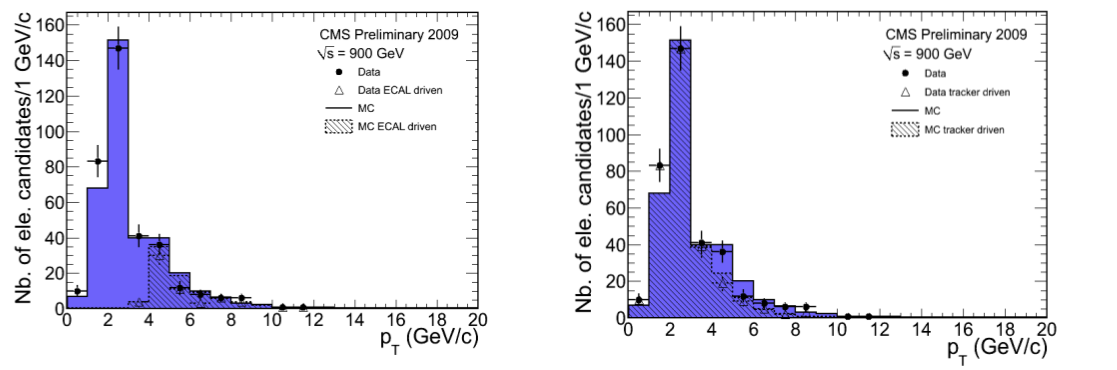 Nb. of ele. candidates/1 GeV/c
160
140
120
100
80
60
40
20
0
CMS Preliminary 2009
√s = 900 GeV
Data
Data ECAL driven
MC
MC ECAL driven
0 2 4 6 8 10 12 14 16 18 20
p_T (GeV/c)
Nb. of ele. candidates/1 GeV/c
160
140
120
100
80
60
40
20
0
CMS Preliminary 2009
√s = 900 GeV
Data
Data tracker driven
MC
MC tracker driven
0 2 4 6 8 10 12 14 16 18 20
p_T (GeV/c)